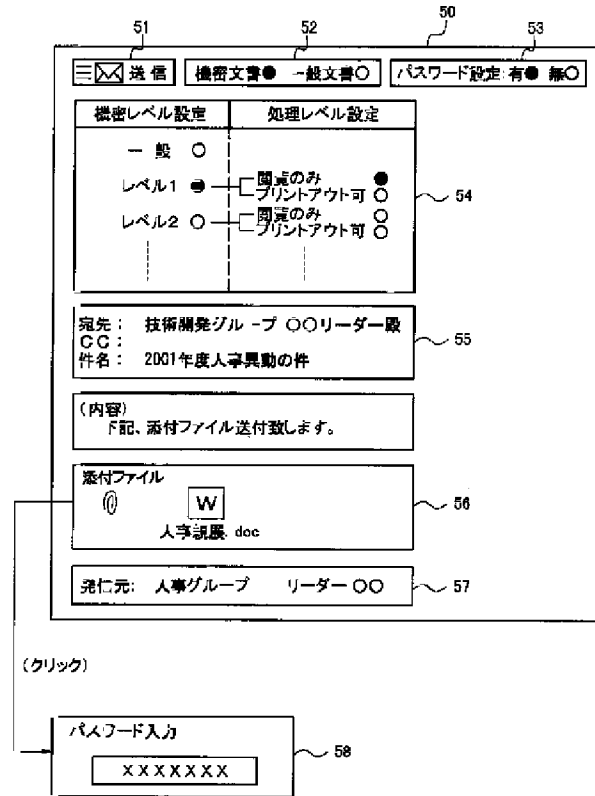 50
51
52
53
送信
機密文書● 一般文書○
パスワード設定:有● 無○
機密レベル設定
処理レベル設定
一般 ○
レベル1 ●
閲覧のみ ●
プリントアウト可 ○
54
レベル2 ○
閲覧のみ ○
プリントアウト可 ○
宛先: 技術開発グループ ○○リーダー殿
CC:
件名: 2001年度人事異動の件
55
(内容)
下記、添付ファイル送付致します。
添付ファイル
W
人事 .doc
56
発信元: 人事グループ リーダー ○○
57
(クリック)
パスワード入力
XXXXXXX
58